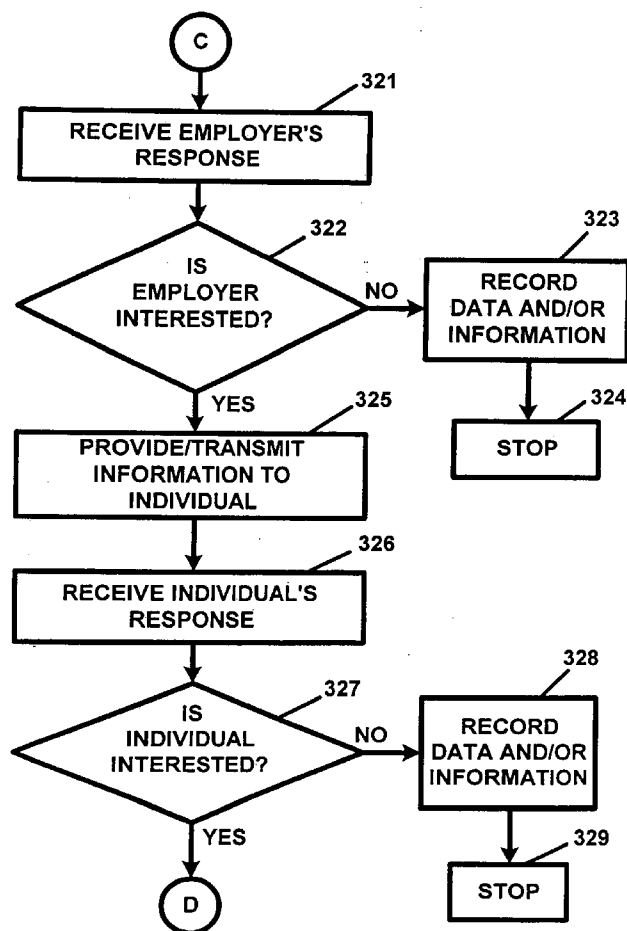 C
321
RECEIVE EMPLOYER'S
RESPONSE
322
IS
EMPLOYER
INTERESTED?
NO
323
RECORD
DATA AND/OR
INFORMATION
YES
324
STOP
325
PROVIDE/TRANSMIT
INFORMATION TO
INDIVIDUAL
326
RECEIVE INDIVIDUAL'S
RESPONSE
327
IS
INDIVIDUAL
INTERESTED?
NO
328
RECORD
DATA AND/OR
INFORMATION
YES
329
STOP
D